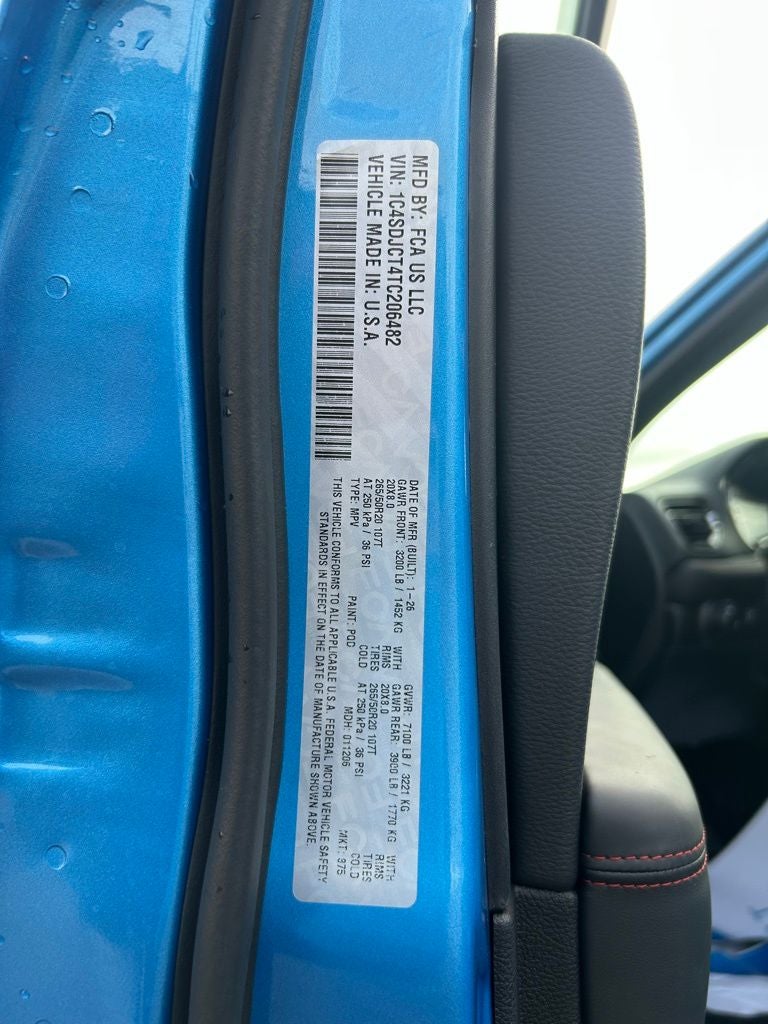 MFD BY: FCA US LLC
VIN: 1C4SDJCT4TC206482
VEHICLE MADE IN: U.S.A.
DATE OF MFR (BUILT): 1-26 GVWR: 7100 LB / 3221 KG
GAWR FRONT: 3200 LB / 1452 KG WITH GAWR REAR: 3900 LB / 1770 KG WITH
20X8.0 RIMS 20X8.0 RIMS
265/50R20 107T TIRES 265/50R20 107T TIRES
AT 250 kPa / 36 PSI COLD AT 250 kPa / 36 PSI COLD
TYPE: MPV PAINT: PQD MDH: 011206 MKT: 375
THIS VEHICLE CONFORMS TO ALL APPLICABLE U.S.A. FEDERAL MOTOR VEHICLE SAFETY
STANDARDS IN EFFECT ON THE DATE OF MANUFACTURE SHOWN ABOVE.